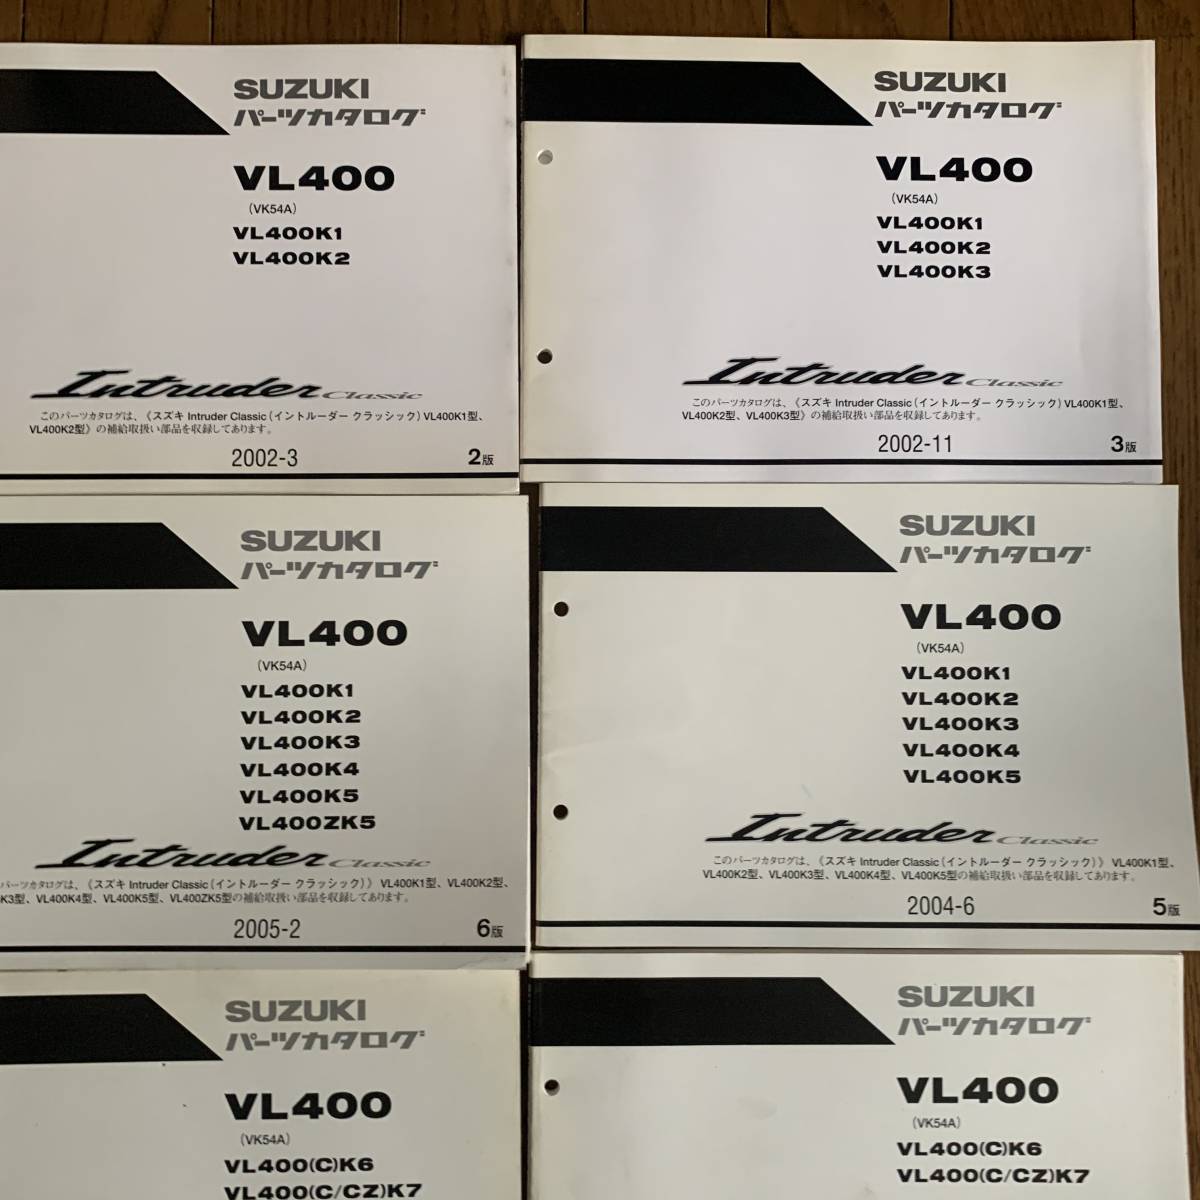 SUZUKI
パーツカタログ
VL400
(VK54A)
VL400K1
VL400K2
Intruder Classic
このパーツカタログは、《スズキ Intruder Classic(イントルーダー クラッシック)VL400K1型、
VL400K2型》の補給取扱い部品を収録してあります。
2002-3
2版
SUZUKI
パーツカタログ
VL400
(VK54A)
VL400K1
VL400K2
VL400K3
Intruder Classic
このパーツカタログは、《スズキ Intruder Classic(イントルーダー クラッシック)VL400K1型、
VL400K2型、VL400K3型》の補給取扱い部品を収録してあります。
2002-11
3版
SUZUKI
パーツカタログ
VL400
(VK54A)
VL400K1
VL400K2
VL400K3
VL400K4
VL400K5
VL400ZK5
Intruder Classic
パーツカタログは、《スズキ Intruder Classic(イントルーダー クラッシック)》 VL400K1型、VL400K2型、
K3型、VL400K4型、VL400K5型、VL400ZK5型の補給取扱い部品を収録してあります。
2005-2
6版
SUZUKI
パーツカタログ
VL400
(VK54A)
VL400K1
VL400K2
VL400K3
VL400K4
VL400K5
Intruder Classic
このパーツカタログは、《スズキ Intruder Classic(イントルーダー クラッシック)》 VL400K1型、
VL400K2型、VL400K3型、VL400K4型、VL400K5型の補給取扱い部品を収録してあります。
2004-6
5版
SUZUKI
パーツカタログ
VL400
(VK54A)
VL400(C)K6
VL400(C/CZ)K7
SUZUKI
パーツカタログ
VL400
(VK54A)
VL400(C)K6
VL400(C/CZ)K7